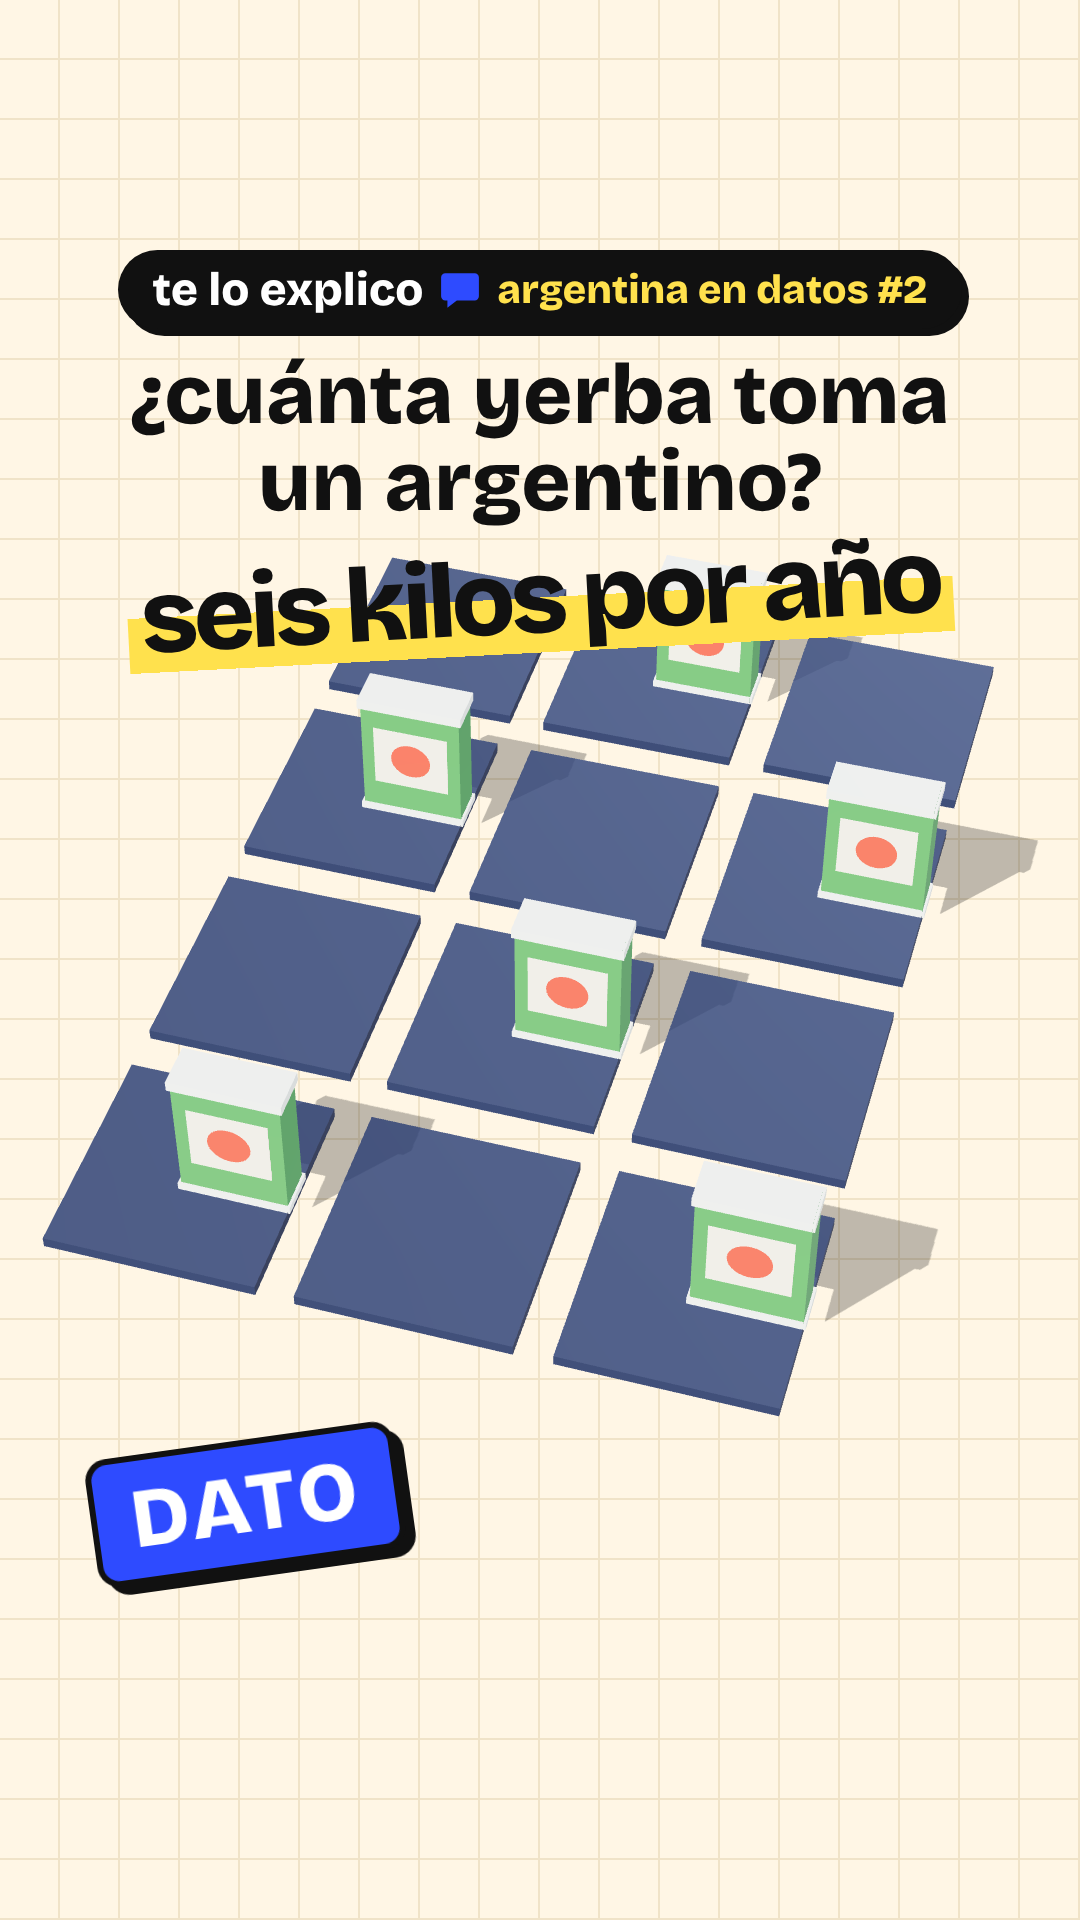 te lo explico argentina en datos #2
¿cuánta yerba toma
un argentino?
seis kilos por año
DATO